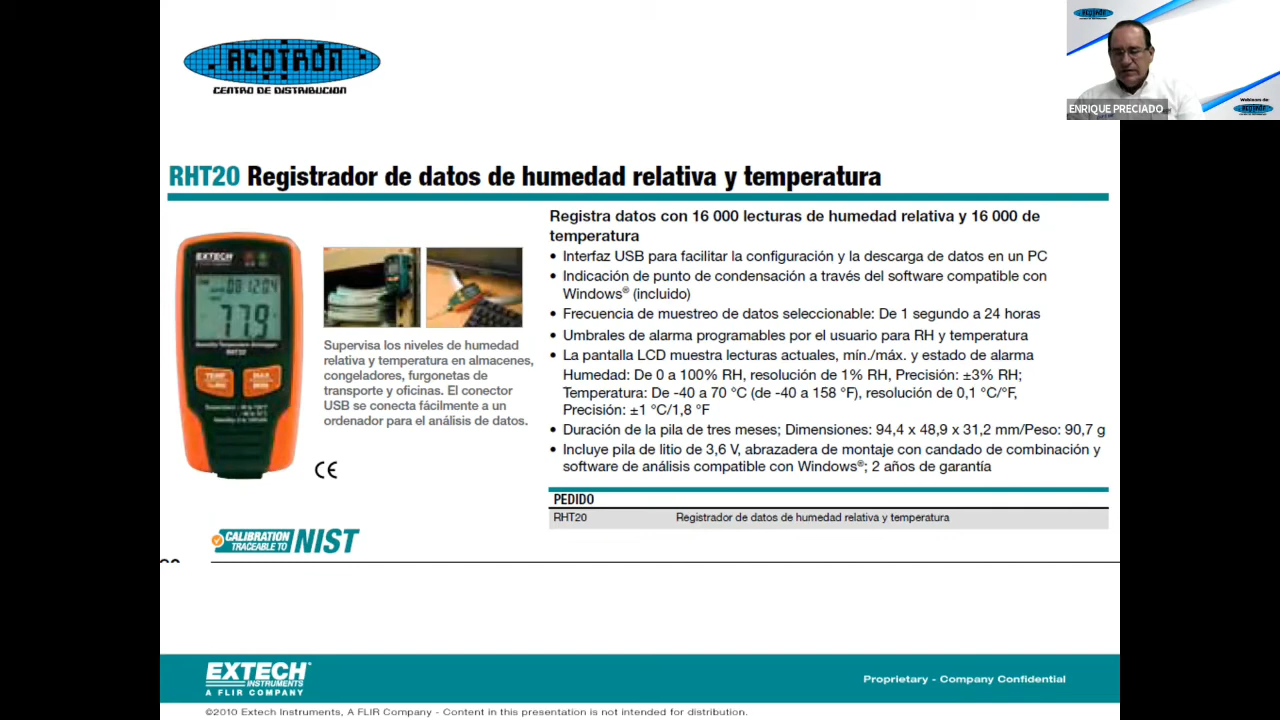 ACOTRÓN
CENTRO DE DISTRIBUCION
ENRIQUE PRECIADO
Webinars de:
ACOTRÓN
RHT20 Registrador de datos de humedad relativa y temperatura
EXTECH
77.9
RHT20
TEMP
%RH
MAX
MIN
Supervisa los niveles de humedad
relativa y temperatura en almacenes,
congeladores, furgonetas de
transporte y oficinas. El conector
USB se conecta fácilmente a un
ordenador para el análisis de datos.
CE
CALIBRATION
TRACEABLE TO NIST
Registra datos con 16 000 lecturas de humedad relativa y 16 000 de
temperatura
• Interfaz USB para facilitar la configuración y la descarga de datos en un PC
• Indicación de punto de condensación a través del software compatible con
Windows® (incluido)
• Frecuencia de muestreo de datos seleccionable: De 1 segundo a 24 horas
• Umbrales de alarma programables por el usuario para RH y temperatura
• La pantalla LCD muestra lecturas actuales, mín./máx. y estado de alarma
Humedad: De 0 a 100% RH, resolución de 1% RH, Precisión: ±3% RH;
Temperatura: De -40 a 70 °C (de -40 a 158 °F), resolución de 0,1 °C/°F,
Precisión: ±1 °C/1,8 °F
• Duración de la pila de tres meses; Dimensiones: 94,4 x 48,9 x 31,2 mm/Peso: 90,7 g
• Incluye pila de litio de 3,6 V, abrazadera de montaje con candado de combinación y
software de análisis compatible con Windows®; 2 años de garantía
PEDIDO
RHT20 Registrador de datos de humedad relativa y temperatura
EXTECH
INSTRUMENTS
A FLIR COMPANY
Proprietary - Company Confidential
©2010 Extech Instruments, A FLIR Company - Content in this presentation is not intended for distribution.